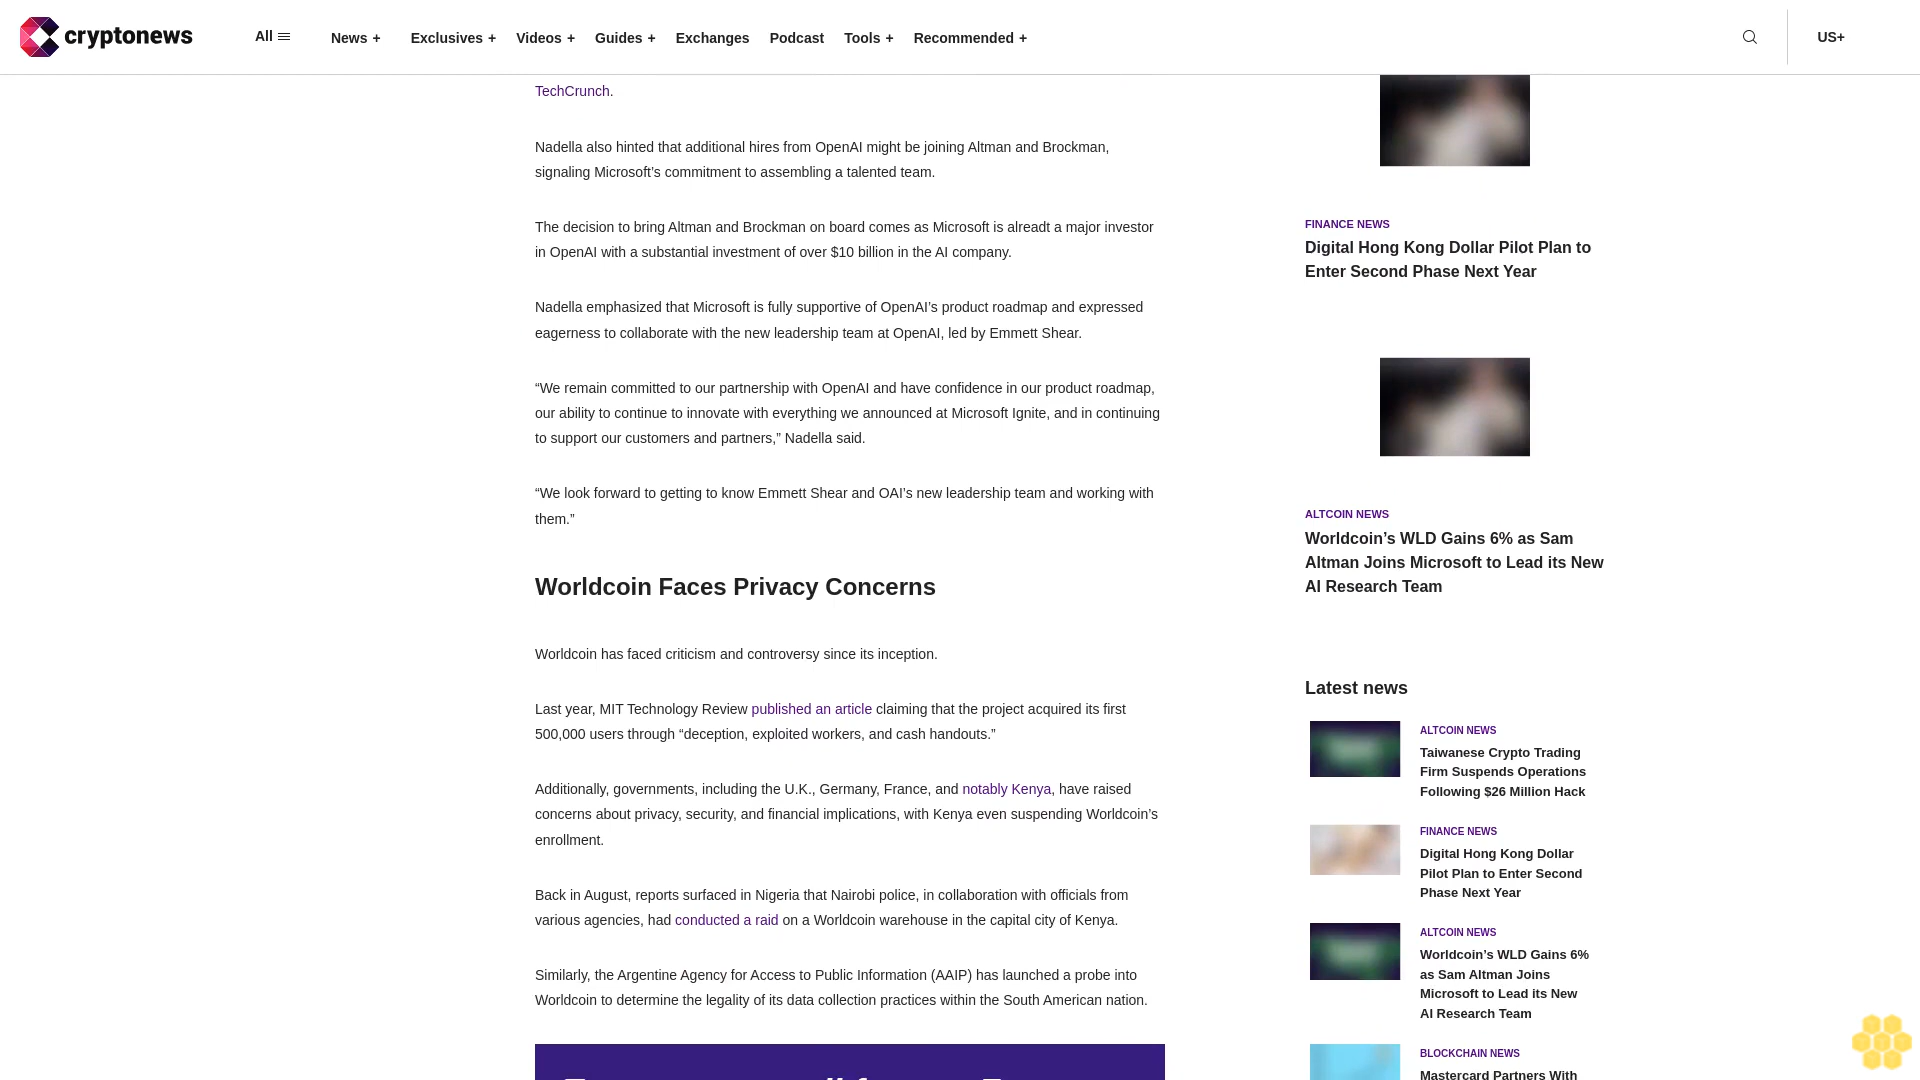 cryptonews
All
News +
Exclusives +
Videos +
Guides +
Exchanges
Podcast
Tools +
Recommended +
US+
TechCrunch.
Nadella also hinted that additional hires from OpenAI might be joining Altman and Brockman,
signaling Microsoft’s commitment to assembling a talented team.
The decision to bring Altman and Brockman on board comes as Microsoft is alreadt a major investor
in OpenAI with a substantial investment of over $10 billion in the AI company.
Nadella emphasized that Microsoft is fully supportive of OpenAI’s product roadmap and expressed
eagerness to collaborate with the new leadership team at OpenAI, led by Emmett Shear.
“We remain committed to our partnership with OpenAI and have confidence in our product roadmap,
our ability to continue to innovate with everything we announced at Microsoft Ignite, and in continuing
to support our customers and partners,” Nadella said.
“We look forward to getting to know Emmett Shear and OAI’s new leadership team and working with
them.”
Worldcoin Faces Privacy Concerns
Worldcoin has faced criticism and controversy since its inception.
Last year, MIT Technology Review published an article claiming that the project acquired its first
500,000 users through “deception, exploited workers, and cash handouts.”
Additionally, governments, including the U.K., Germany, France, and notably Kenya, have raised
concerns about privacy, security, and financial implications, with Kenya even suspending Worldcoin’s
enrollment.
Back in August, reports surfaced in Nigeria that Nairobi police, in collaboration with officials from
various agencies, had conducted a raid on a Worldcoin warehouse in the capital city of Kenya.
Similarly, the Argentine Agency for Access to Public Information (AAIP) has launched a probe into
Worldcoin to determine the legality of its data collection practices within the South American nation.
FINANCE NEWS
Digital Hong Kong Dollar Pilot Plan to
Enter Second Phase Next Year
ALTCOIN NEWS
Worldcoin’s WLD Gains 6% as Sam
Altman Joins Microsoft to Lead its New
AI Research Team
Latest news
ALTCOIN NEWS
Taiwanese Crypto Trading
Firm Suspends Operations
Following $26 Million Hack
FINANCE NEWS
Digital Hong Kong Dollar
Pilot Plan to Enter Second
Phase Next Year
ALTCOIN NEWS
Worldcoin’s WLD Gains 6%
as Sam Altman Joins
Microsoft to Lead its New
AI Research Team
BLOCKCHAIN NEWS
Mastercard Partners With